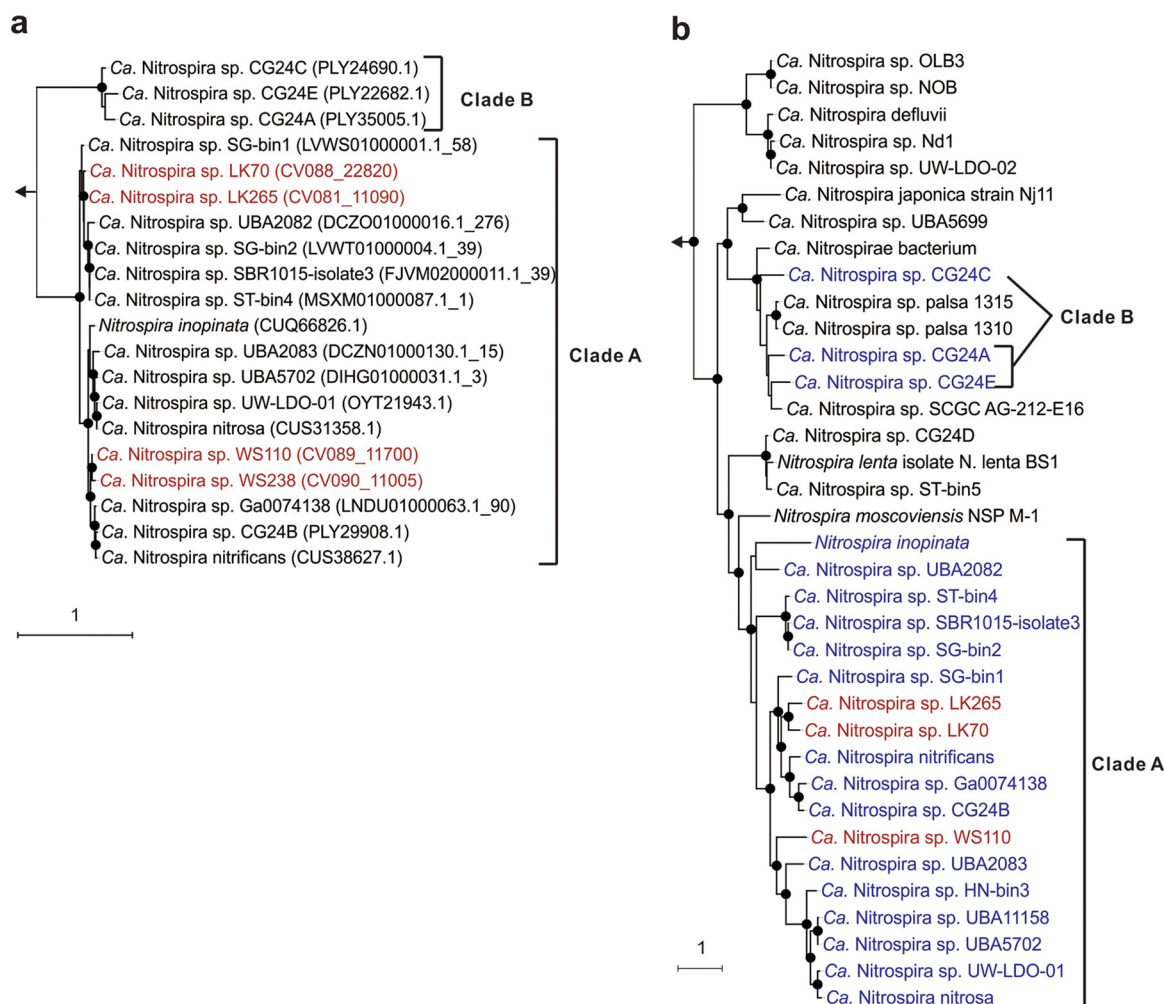 a
Ca. Nitrospira sp. CG24C (PLY24690.1)
Ca. Nitrospira sp. CG24E (PLY22682.1)
Ca. Nitrospira sp. CG24A (PLY35005.1)
Clade B
Ca. Nitrospira sp. SG-bin1 (LVWS01000001.1_58)
Ca. Nitrospira sp. LK70 (CV088_22820)
Ca. Nitrospira sp. LK265 (CV081_11090)
Ca. Nitrospira sp. UBA2082 (DCZO01000016.1_276)
Ca. Nitrospira sp. SG-bin2 (LVWT01000004.1_39)
Ca. Nitrospira sp. SBR1015-isolate3 (FJVM02000011.1_39)
Ca. Nitrospira sp. ST-bin4 (MSXM01000087.1_1)
Nitrospira inopinata (CUQ66826.1)
Ca. Nitrospira sp. UBA2083 (DCZN01000130.1_15)
Ca. Nitrospira sp. UBA5702 (DIHG01000031.1_3)
Ca. Nitrospira sp. UW-LDO-01 (OYT21943.1)
Ca. Nitrospira nitrosa (CUS31358.1)
Ca. Nitrospira sp. WS110 (CV089_11700)
Ca. Nitrospira sp. WS238 (CV090_11005)
Ca. Nitrospira sp. Ga0074138 (LNDU01000063.1_90)
Ca. Nitrospira sp. CG24B (PLY29908.1)
Ca. Nitrospira nitrificans (CUS38627.1)
Clade A
1
b
Ca. Nitrospira sp. OLB3
Ca. Nitrospira sp. NOB
Ca. Nitrospira defluvii
Ca. Nitrospira sp. Nd1
Ca. Nitrospira sp. UW-LDO-02
Ca. Nitrospira japonica strain Nj11
Ca. Nitrospira sp. UBA5699
Ca. Nitrospirae bacterium
Ca. Nitrospira sp. CG24C
Ca. Nitrospira sp. palsa 1315
Ca. Nitrospira sp. palsa 1310
Ca. Nitrospira sp. CG24A
Ca. Nitrospira sp. CG24E
Clade B
Ca. Nitrospira sp. SCGC AG-212-E16
Ca. Nitrospira sp. CG24D
Nitrospira lenta isolate N. lenta BS1
Ca. Nitrospira sp. ST-bin5
Nitrospira moscoviensis NSP M-1
Nitrospira inopinata
Ca. Nitrospira sp. UBA2082
Ca. Nitrospira sp. ST-bin4
Ca. Nitrospira sp. SBR1015-isolate3
Ca. Nitrospira sp. SG-bin2
Ca. Nitrospira sp. SG-bin1
Ca. Nitrospira sp. LK265
Ca. Nitrospira sp. LK70
Ca. Nitrospira nitrificans
Ca. Nitrospira sp. Ga0074138
Ca. Nitrospira sp. CG24B
Ca. Nitrospira sp. WS110
Ca. Nitrospira sp. UBA2083
Ca. Nitrospira sp. HN-bin3
Ca. Nitrospira sp. UBA11158
Ca. Nitrospira sp. UBA5702
Ca. Nitrospira sp. UW-LDO-01
Ca. Nitrospira nitrosa
Clade A
1